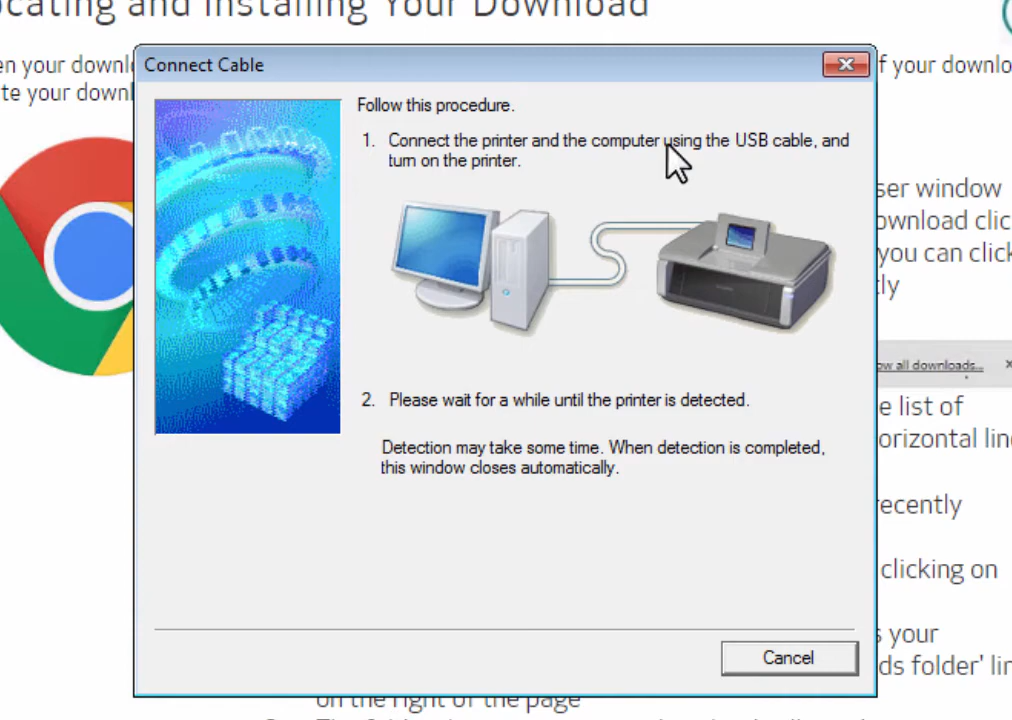 ocating and Installing Your Download
en your downl
f your downlo
te your downl
Connect Cable
Follow this procedure.
1. Connect the printer and the computer using the USB cable, and
turn on the printer.
ser window
ownload clic
you can click
tly
ow all downloads...
2. Please wait for a while until the printer is detected.
e list of
orizontal line
Detection may take some time. When detection is completed,
this window closes automatically.
recently
clicking on
s your
Cancel
ds folder' lin
on the right of the page